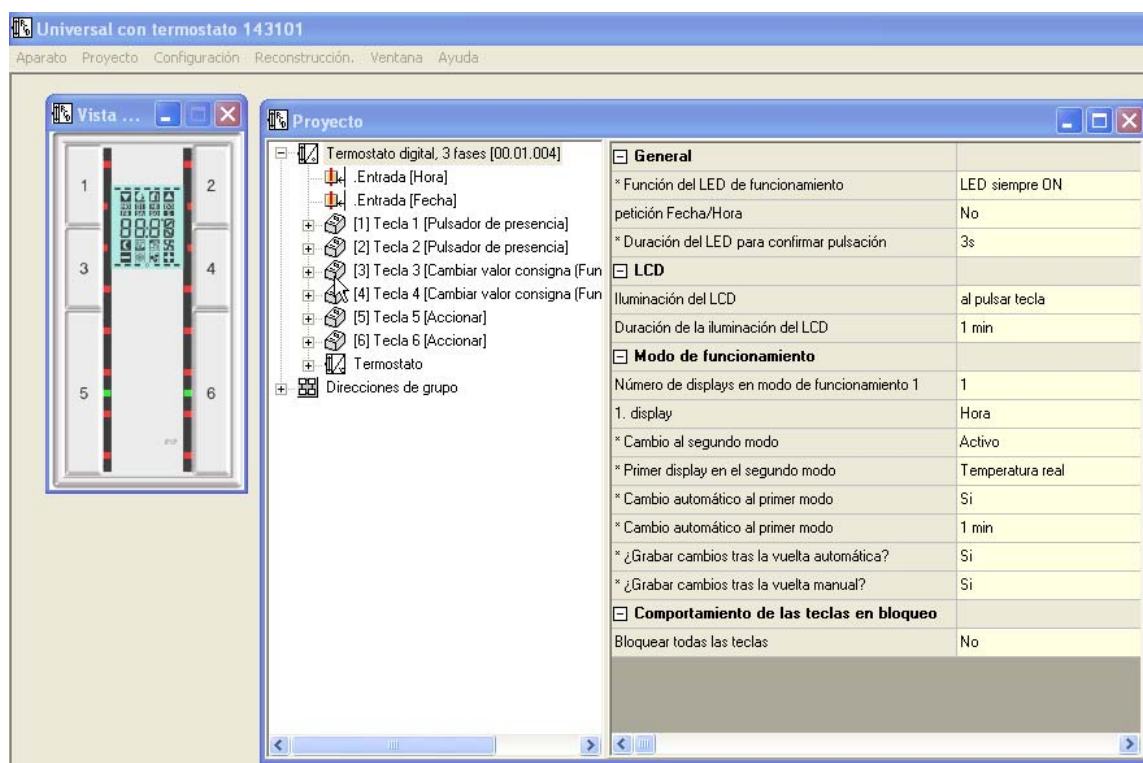 Universal con termostato 143101
Aparato Proyecto Configuración Reconstrucción. Ventana Ayuda
Vista ...
1
2
3
4
5
6
Proyecto
Termostato digital, 3 fases [00.01.004]
.Entrada [Hora]
.Entrada [Fecha]
[1] Tecla 1 [Pulsador de presencia]
[2] Tecla 2 [Pulsador de presencia]
[3] Tecla 3 [Cambiar valor consigna (Fun
[4] Tecla 4 [Cambiar valor consigna (Fun
[5] Tecla 5 [Accionar]
[6] Tecla 6 [Accionar]
Termostato
Direcciones de grupo
General
* Función del LED de funcionamiento LED siempre ON
petición Fecha/Hora No
* Duración del LED para confirmar pulsación 3s
LCD
Iluminación del LCD al pulsar tecla
Duración de la iluminación del LCD 1 min
Modo de funcionamiento
Número de displays en modo de funcionamiento 1 1
1. display Hora
* Cambio al segundo modo Activo
* Primer display en el segundo modo Temperatura real
* Cambio automático al primer modo Si
* Cambio automático al primer modo 1 min
* ¿Grabar cambios tras la vuelta automática? Si
* ¿Grabar cambios tras la vuelta manual? Si
Comportamiento de las teclas en bloqueo
Bloquear todas las teclas No